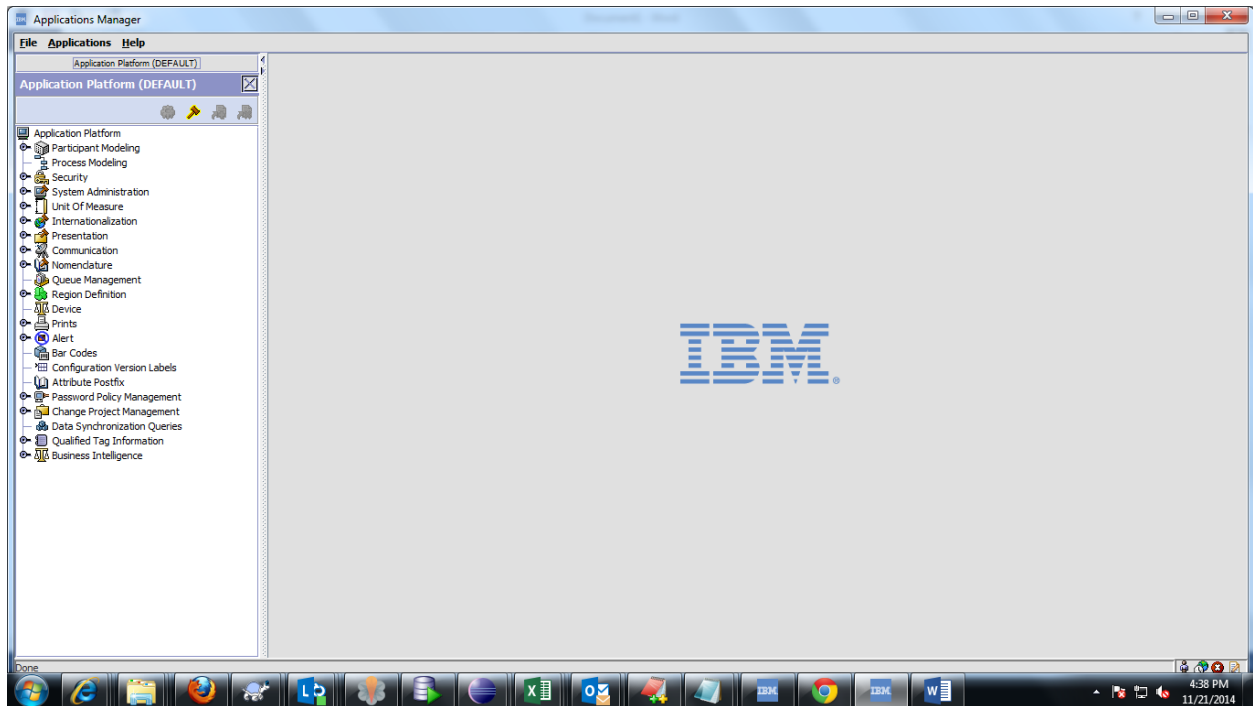 Applications Manager
File Applications Help
Application Platform (DEFAULT)
Application Platform (DEFAULT)
Application Platform
Participant Modeling
Process Modeling
Security
System Administration
Unit Of Measure
Internationalization
Presentation
Communication
Nomenclature
Queue Management
Region Definition
Device
Prints
Alert
Bar Codes
Configuration Version Labels
Attribute Postfix
Password Policy Management
Change Project Management
Data Synchronization Queries
Qualified Tag Information
Business Intelligence
IBM®
Done
4:38 PM
11/21/2014